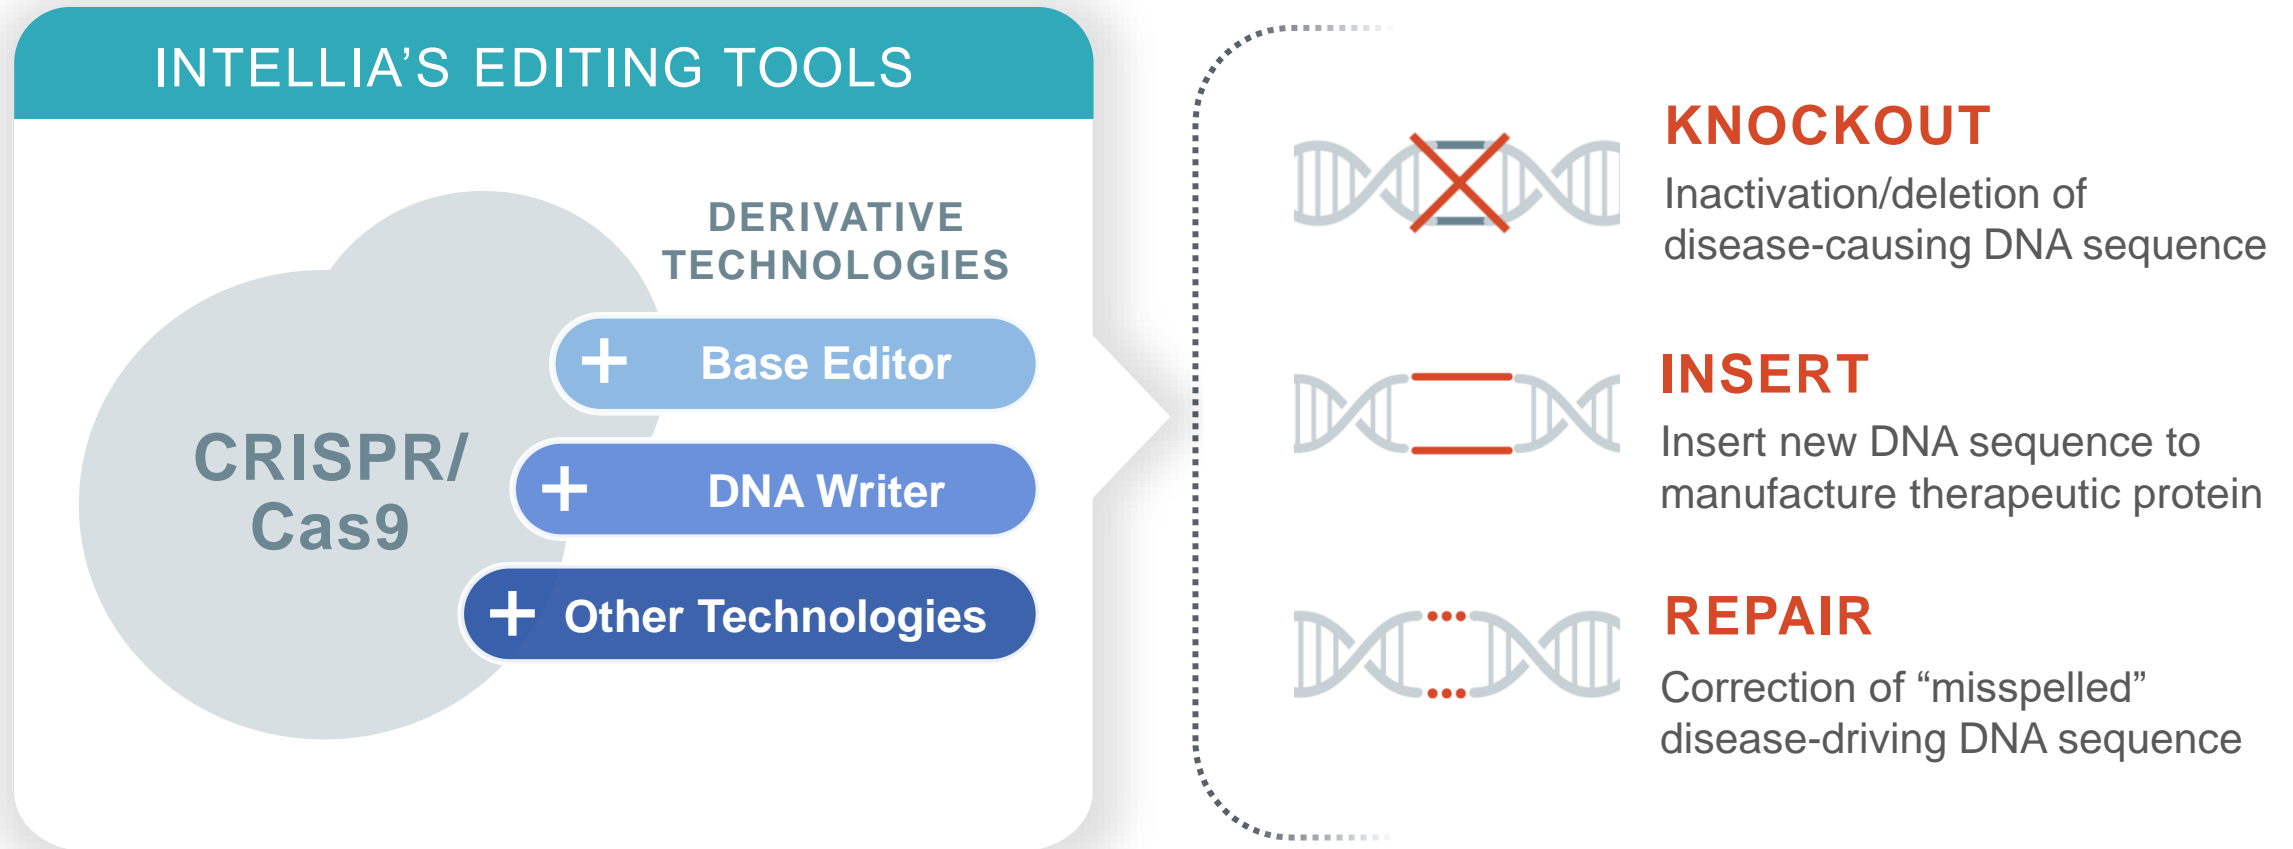 INTELLIA’S EDITING TOOLS
DERIVATIVE
TECHNOLOGIES
+ Base Editor
CRISPR/
Cas9
+ DNA Writer
+ Other Technologies
KNOCKOUT
Inactivation/deletion of
disease-causing DNA sequence
INSERT
Insert new DNA sequence to
manufacture therapeutic protein
REPAIR
Correction of “misspelled”
disease-driving DNA sequence